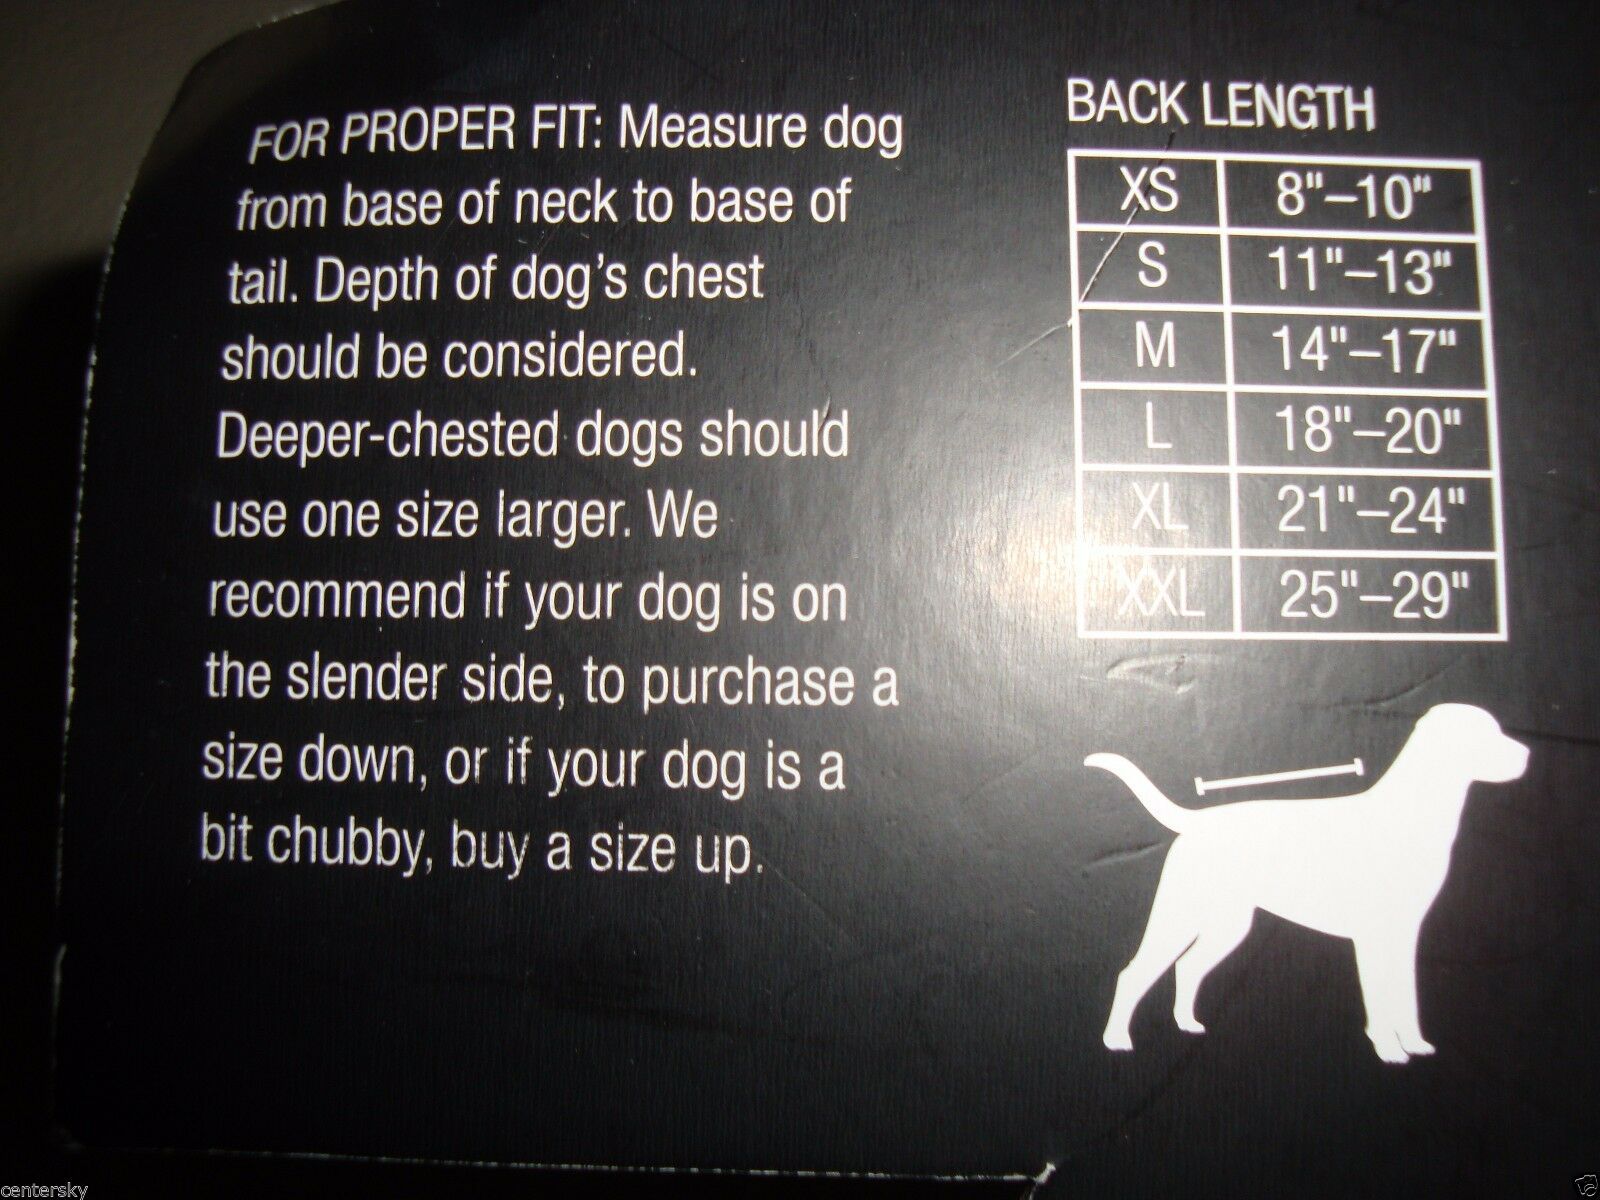 FOR PROPER FIT: Measure dog
from base of neck to base of
tail. Depth of dog's chest
should be considered.
Deeper-chested dogs should
use one size larger. We
recommend if your dog is on
the slender side, to purchase a
size down, or if your dog is a
bit chubby, buy a size up.
BACK LENGTH
XS 8"–10"
S 11"–13"
M 14"–17"
L 18"–20"
XL 21"–24"
XXL 25"–29"
centersky